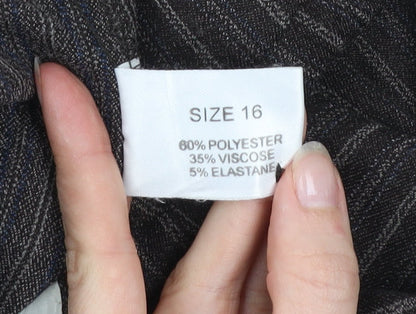 SIZE 16
60% POLYESTER
35% VISCOSE
5% ELASTANE